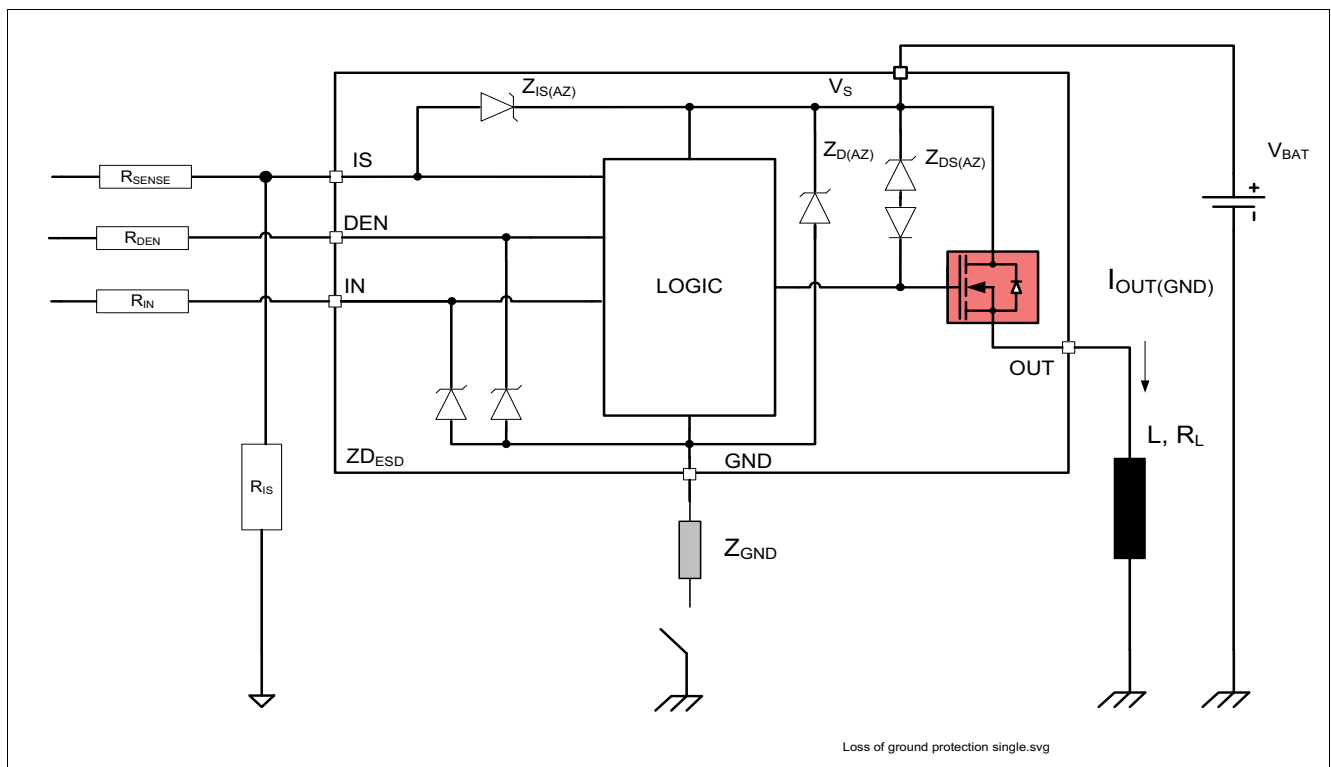 ZIS(AZ)
VS
ZD(AZ)
ZDS(AZ)
VBAT
+
-
IS
RSENSE
DEN
RDEN
IN
RIN
LOGIC
IOUT(GND)
OUT
L, RL
ZDESD
GND
RIS
ZGND
Loss of ground protection single.svg